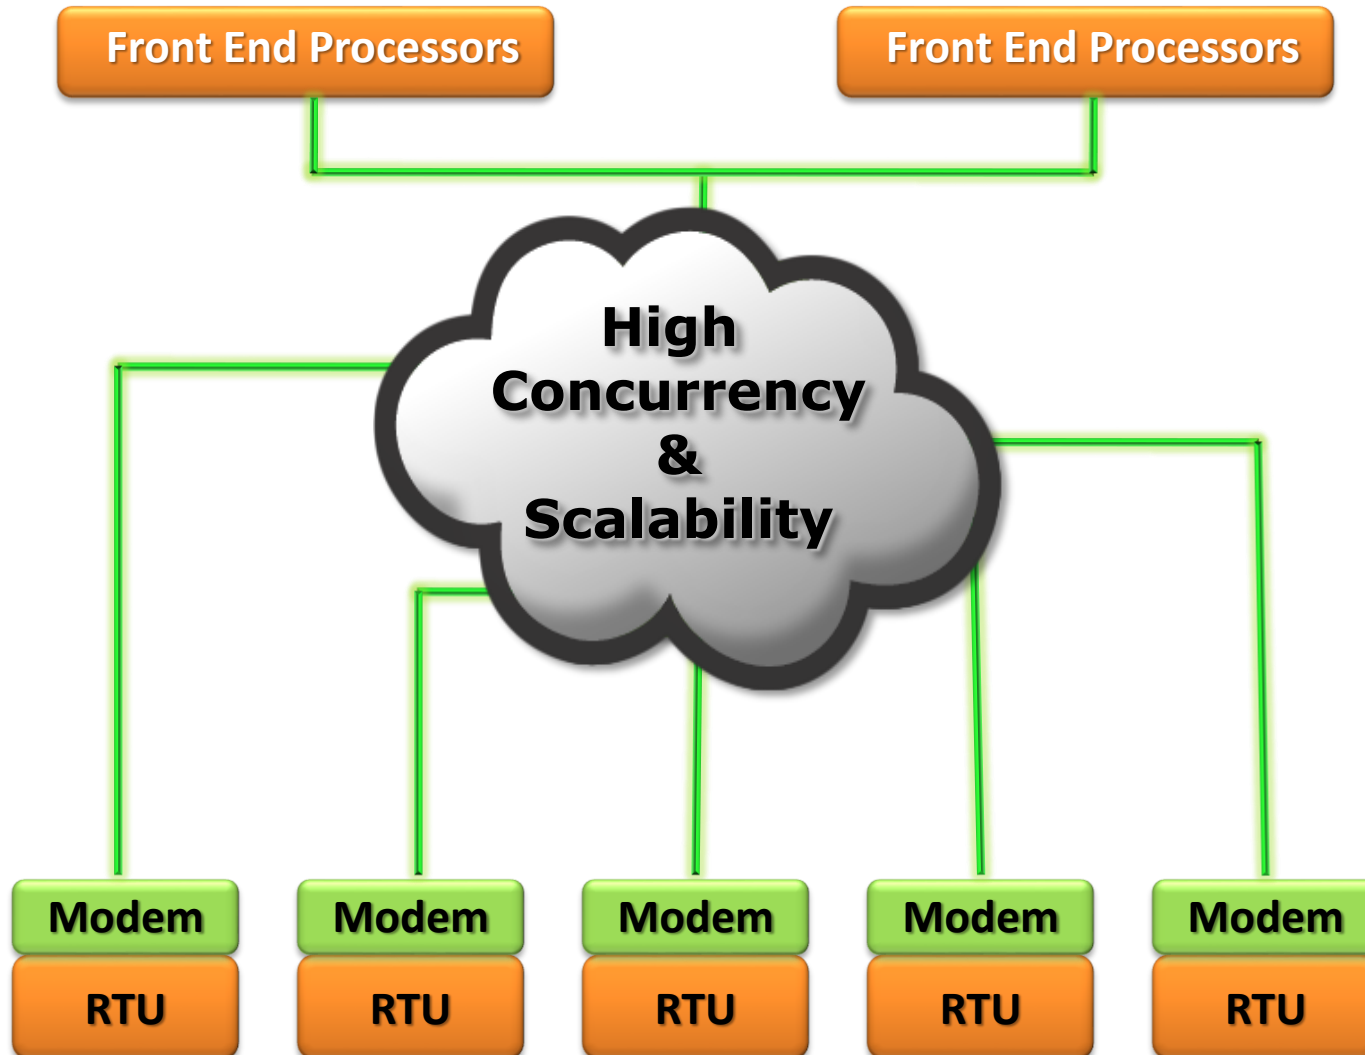 Front End Processors
Front End Processors
High
Concurrency
&
Scalability
Modem
Modem
Modem
Modem
Modem
RTU
RTU
RTU
RTU
RTU